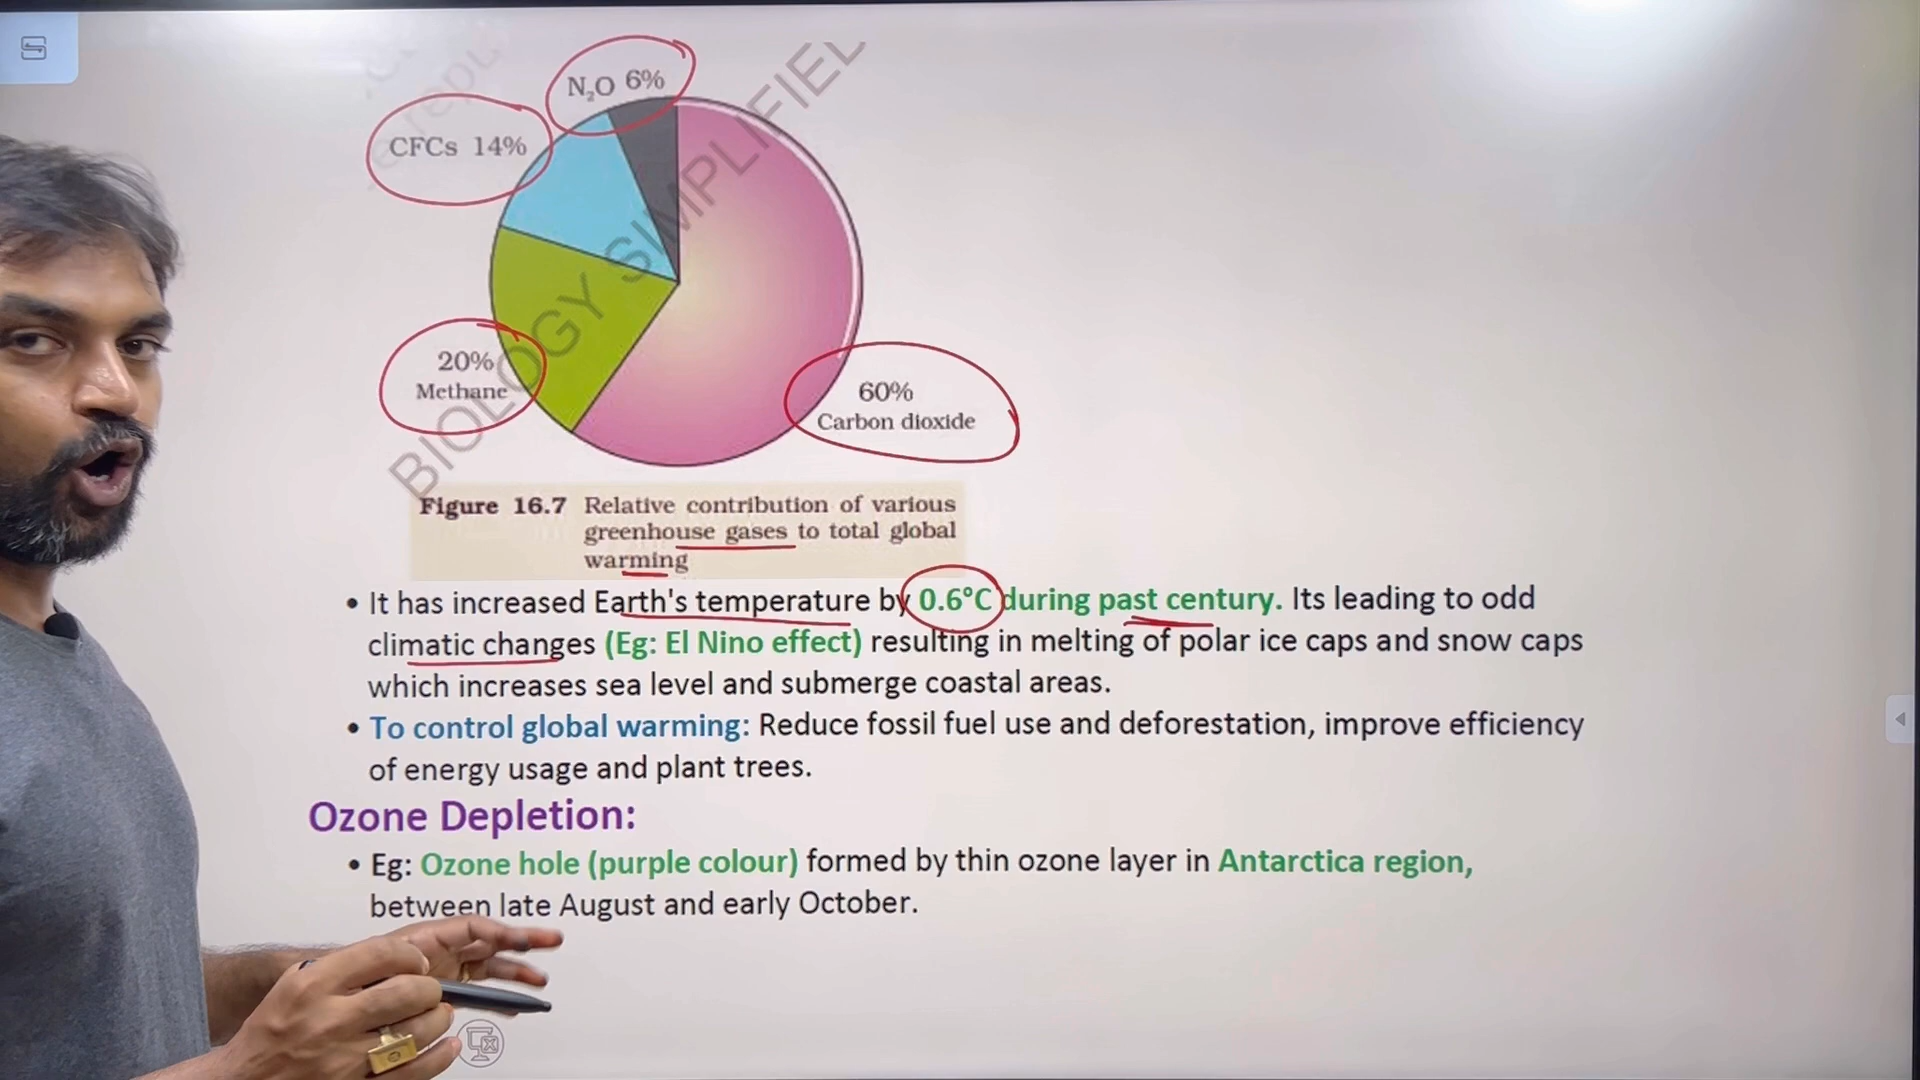 N₂O 6%
CFCs 14%
20%
Methane
60%
Carbon dioxide
BIOLOGY SIMPLIFIED
Figure 16.7 Relative contribution of various
greenhouse gases to total global
warming
• It has increased Earth's temperature by 0.6°C during past century. Its leading to odd
climatic changes (Eg: El Nino effect) resulting in melting of polar ice caps and snow caps
which increases sea level and submerge coastal areas.
• To control global warming: Reduce fossil fuel use and deforestation, improve efficiency
of energy usage and plant trees.
Ozone Depletion:
• Eg: Ozone hole (purple colour) formed by thin ozone layer in Antarctica region,
between late August and early October.